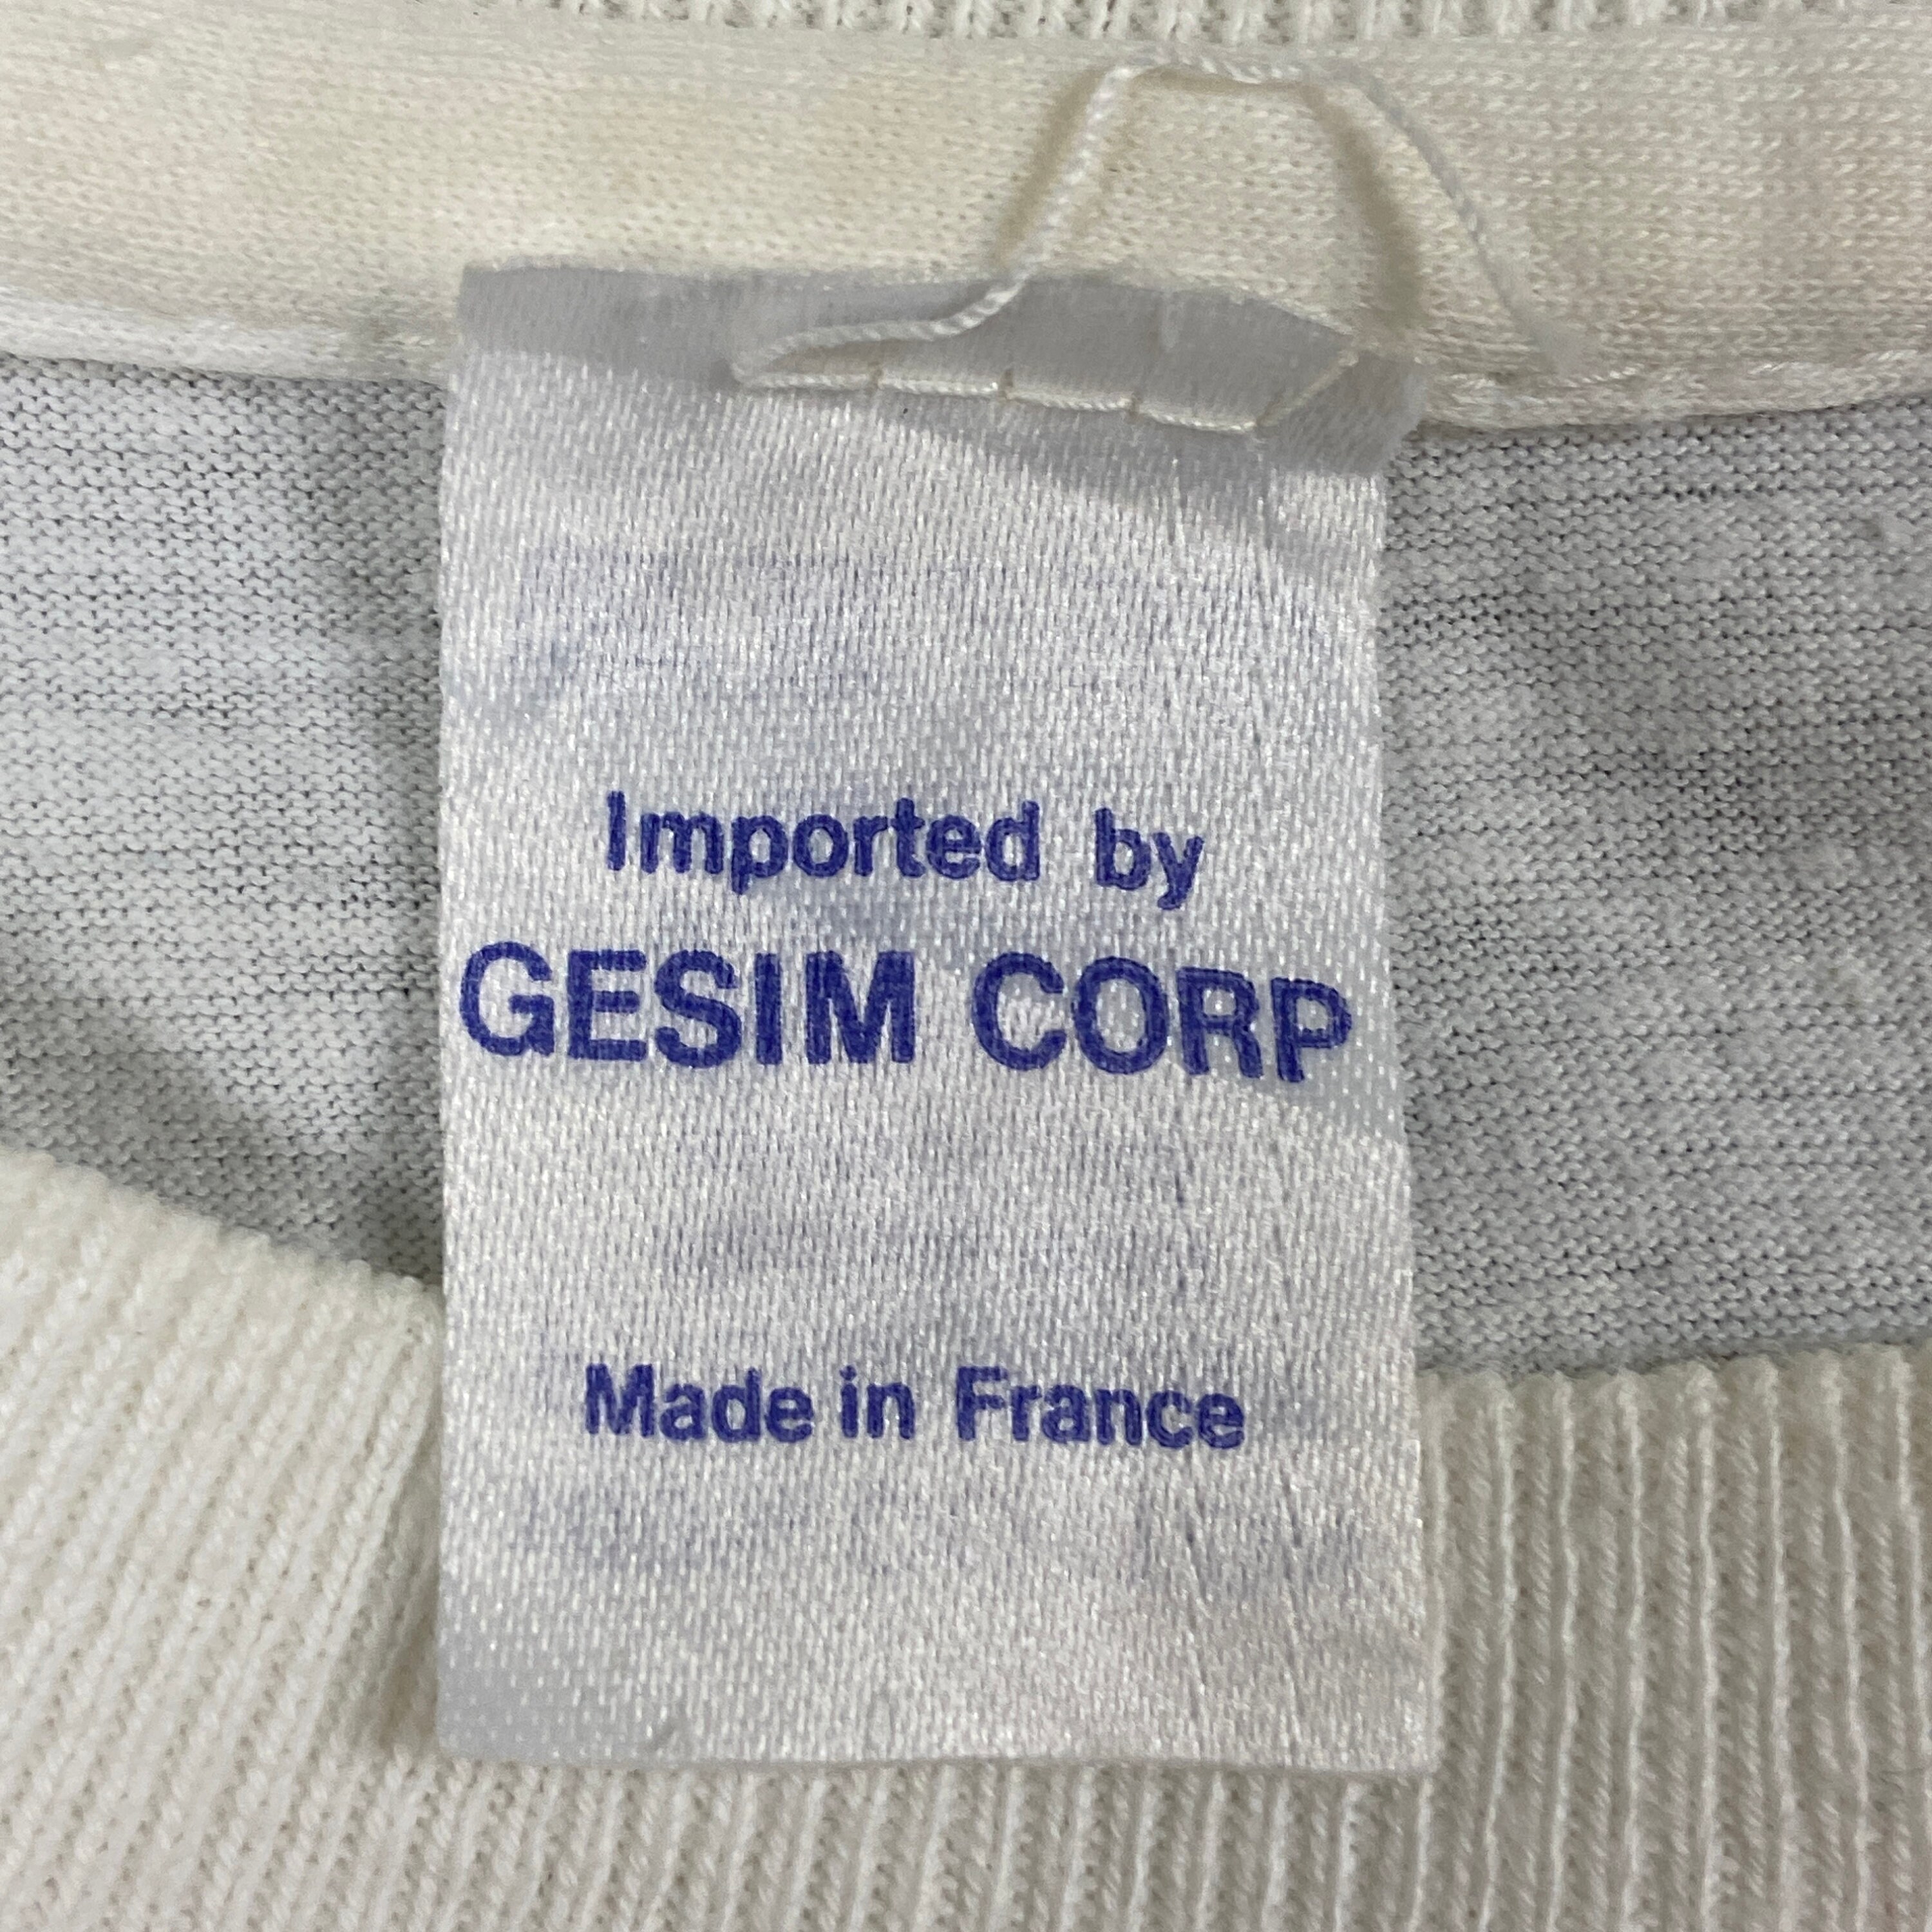 Imported by
GESIM CORP
Made in France